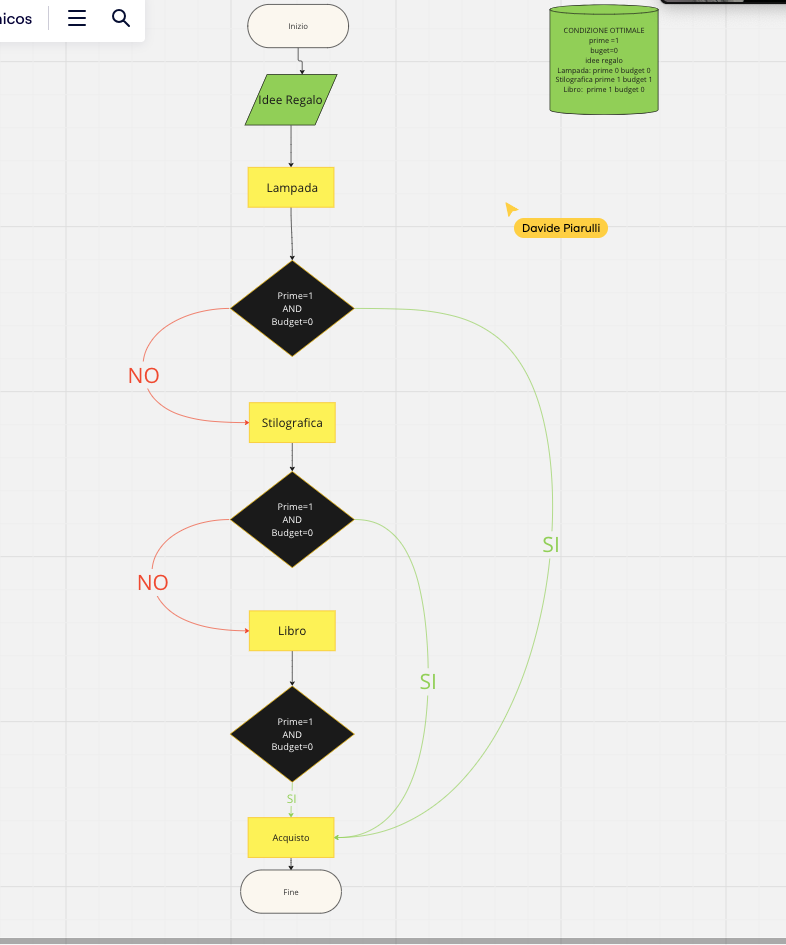 nicos
Inizio
CONDIZIONE OTTIMALE
prime =1
buget=0
idee regalo
Lampada: prime 0 budget 0
Stilografica prime 1 budget 1
Libro: prime 1 budget 0
Idee Regalo
Lampada
Davide Piarulli
Prime=1
AND
Budget=0
NO
Stilografica
Prime=1
AND
Budget=0
SI
NO
Libro
SI
Prime=1
AND
Budget=0
SI
Acquisto
Fine